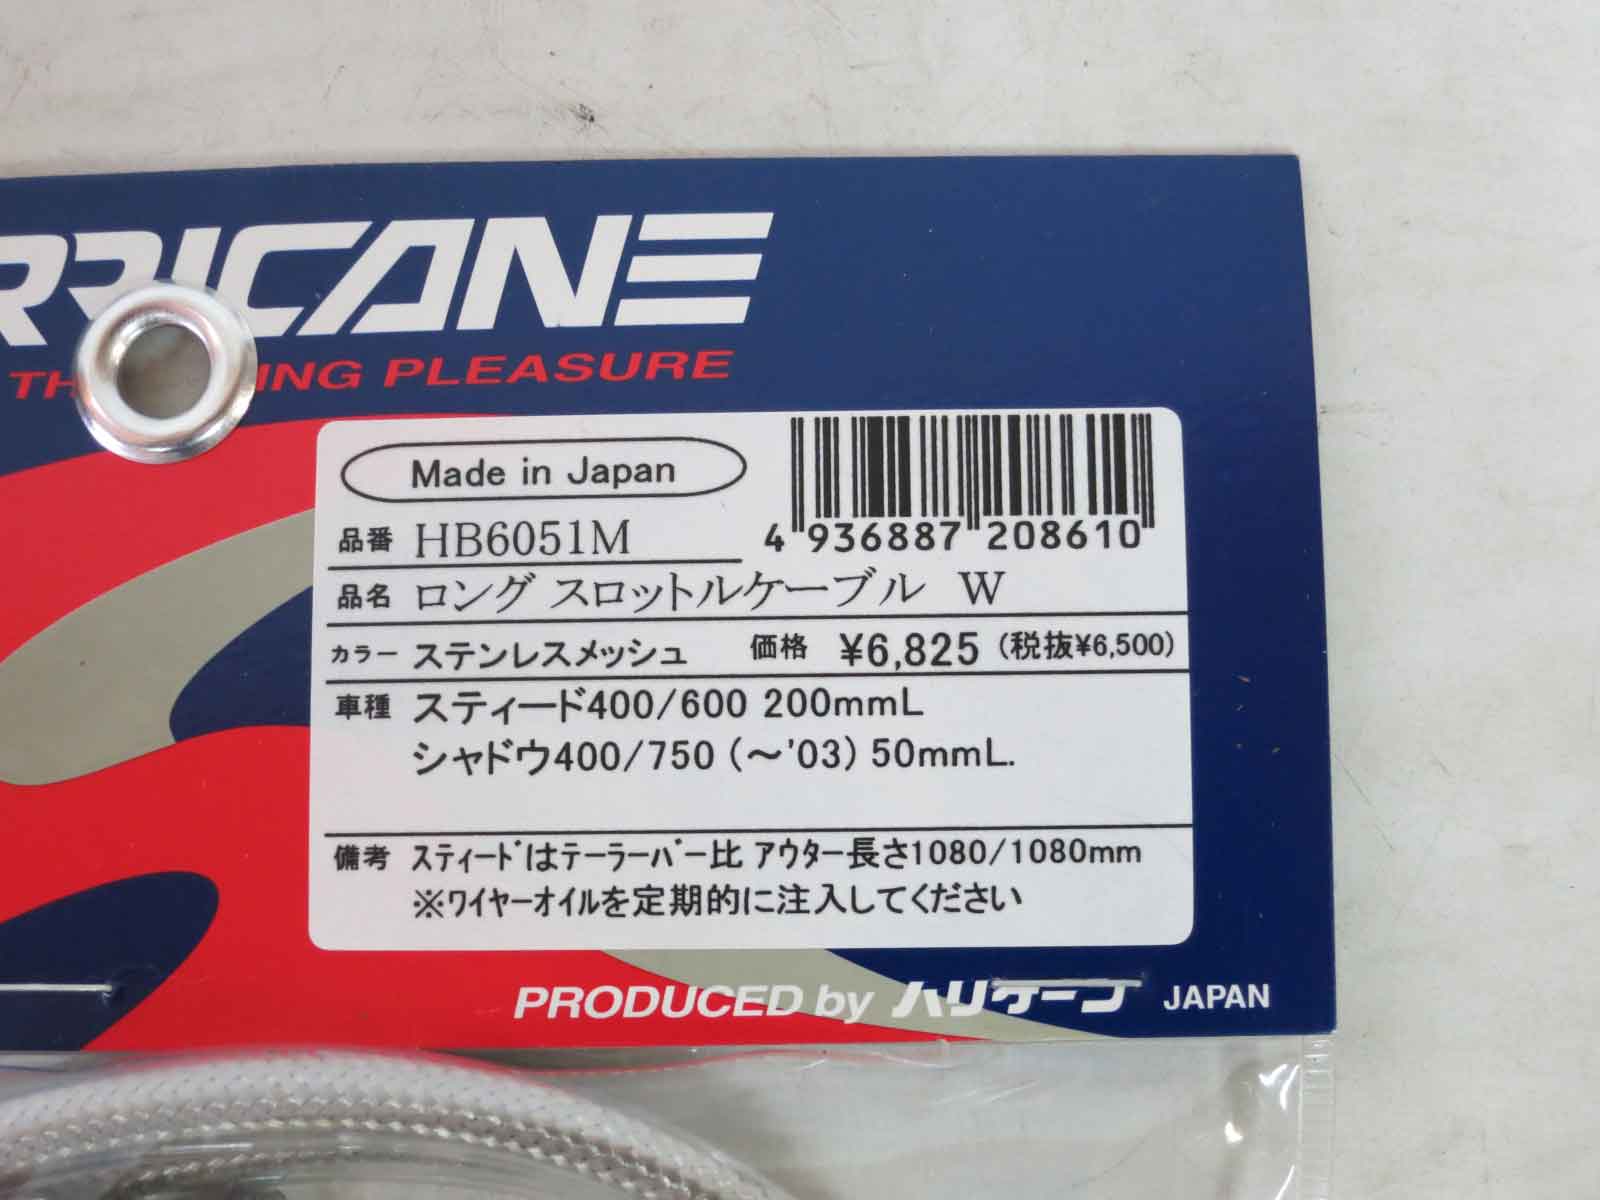 RRICANE
PLEASURE
Made in Japan
4 936887 208610
品番 HB6051M
品名 ロング スロットルケーブル W
カラー ステンレスメッシュ 価格 ¥6,825 (税抜¥6,500)
車種 スティード400/600 200mmL
シャドウ400/750 (～'03) 50mmL.
備考 スティードはテーラーバー比 アウター長さ1080/1080mm
※ワイヤーオイルを定期的に注入してください
PRODUCED by ハリケーン JAPAN